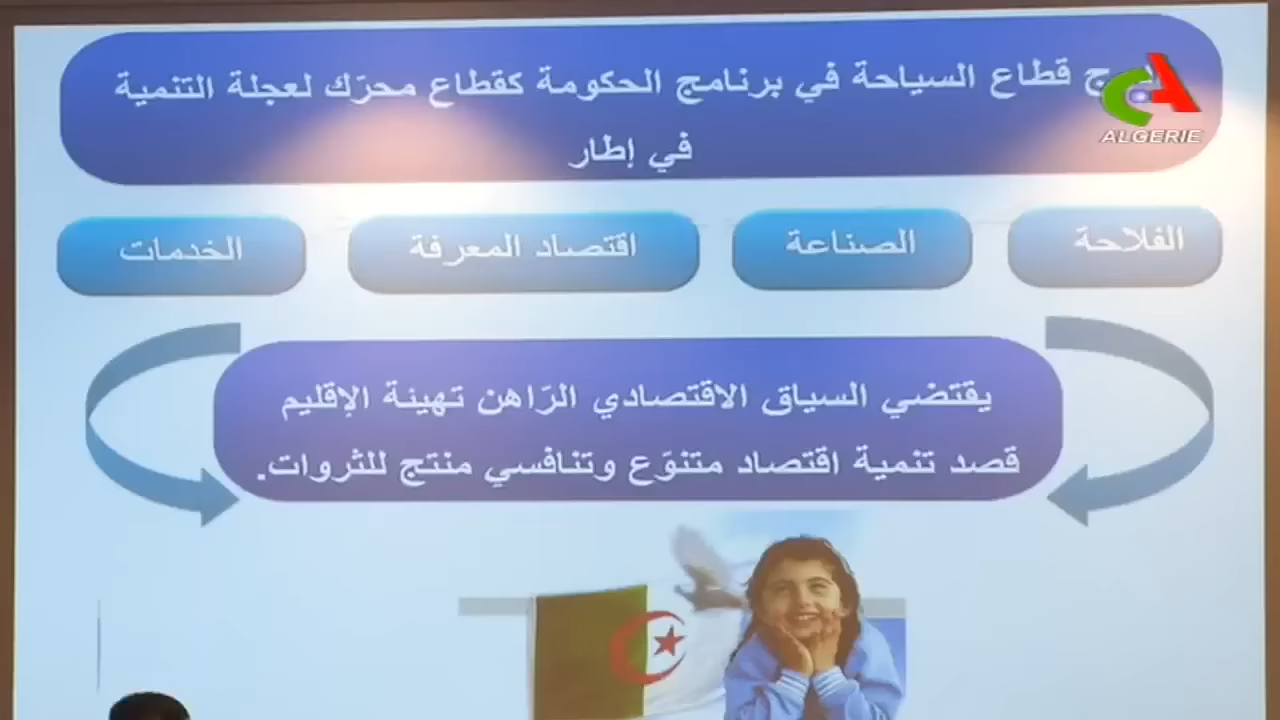 قطاع السياحة في برنامج الحكومة كقطاع محرّك لعجلة التنمية
في إطار
ALGERIE
الفلاحة
الصناعة
اقتصاد المعرفة
الخدمات
يقتضي السياق الاقتصادي الرَاهن تهيئة الإقليم
قصد تنمية اقتصاد متنوَع وتنافسي منتج للثروات.